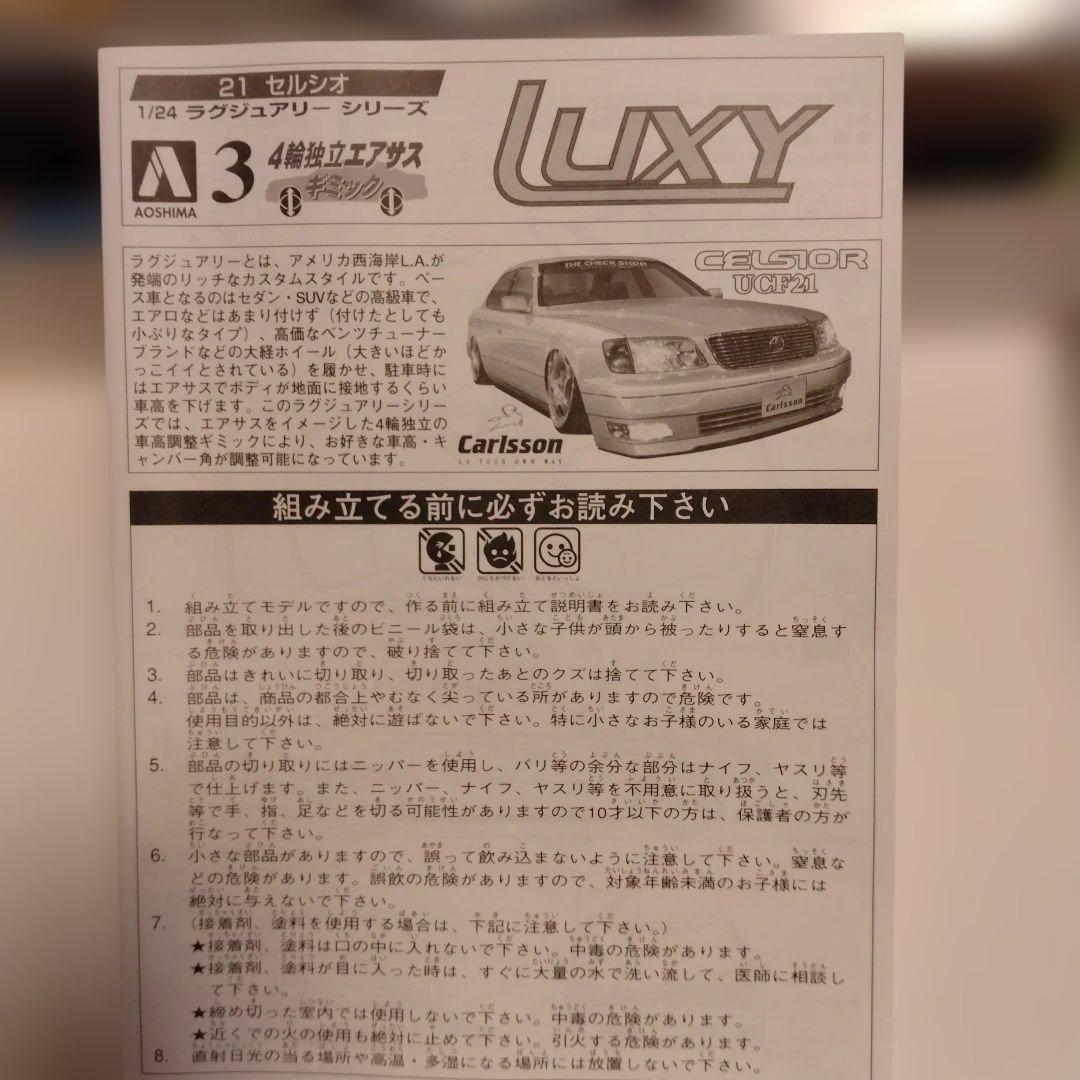 21 セルシオ
1/24 ラグジュアリー シリーズ
LUXY
AOSHIMA
3
4輪独立エアサス
ギミック
ラグジュアリーとは、アメリカ西海岸L.A.が
発端のリッチなカスタムスタイルです。ベー
ス車となるのはセダン・SUVなどの高級車で、
エアロなどはあまり付けず（付けたとしても
小ぶりなタイプ）、高価なベンツチューナー
ブランドなどの大経ホイール（大きいほどか
っこイイとされている）を履かせ、駐車時に
はエアサスでボディが地面に接地するくらい
車高を下げます。このラグジュアリーシリー
ズでは、エアサスをイメージした4輪独立の
車高調整ギミックにより、お好きな車高・キ
ャンバー角が調整可能になっています。
CELSIOR
UCF21
THE CHECK SHOP
Carlsson
Carlsson
GO YOUR OWN WAY
組み立てる前に必ずお読み下さい
くちにいれない
ひにちかづけない
おとなといっしょ
1. 組み立てモデルですので、作る前に組み立て説明書をお読み下さい。
2. 部品を取り出した後のビニール袋は、小さな子供が頭から被ったりすると窒息す
る危険がありますので、破り捨てて下さい。
3. 部品はきれいに切り取り、切り取ったあとのクズは捨てて下さい。
4. 部品は、商品の都合上やむなく尖っている所がありますので危険です。
使用目的以外は、絶対に遊ばないで下さい。特に小さなお子様のいる家庭では
注意して下さい。
5. 部品の切り取りにはニッパーを使用し、バリ等の余分な部分はナイフ、ヤスリ等
で仕上げます。また、ニッパー、ナイフ、ヤスリ等を不用意に取り扱うと、刃先
等で手、指、足などを切る可能性がありますので10才以下の方は、保護者の方が
行なって下さい。
6. 小さな部品がありますので、誤って飲み込まないように注意して下さい。窒息な
どの危険があります。誤飲の危険がありますので、対象年齢未満のお子様には
絶対に与えないで下さい。
7. （接着剤、塗料を使用する場合は、下記に注意して下さい。）
★接着剤、塗料は口の中に入れないで下さい。中毒の危険があります。
★接着剤、塗料が目に入った時は、すぐに大量の水で洗い流して、医師に相談し
て下さい。
★締め切った室内では使用しないで下さい。中毒の危険があります。
★近くでの火の使用も絶対に止めて下さい。引火する危険があります。
8. 直射日光の当る場所や高温・多湿になる場所には放置しないで下さい。